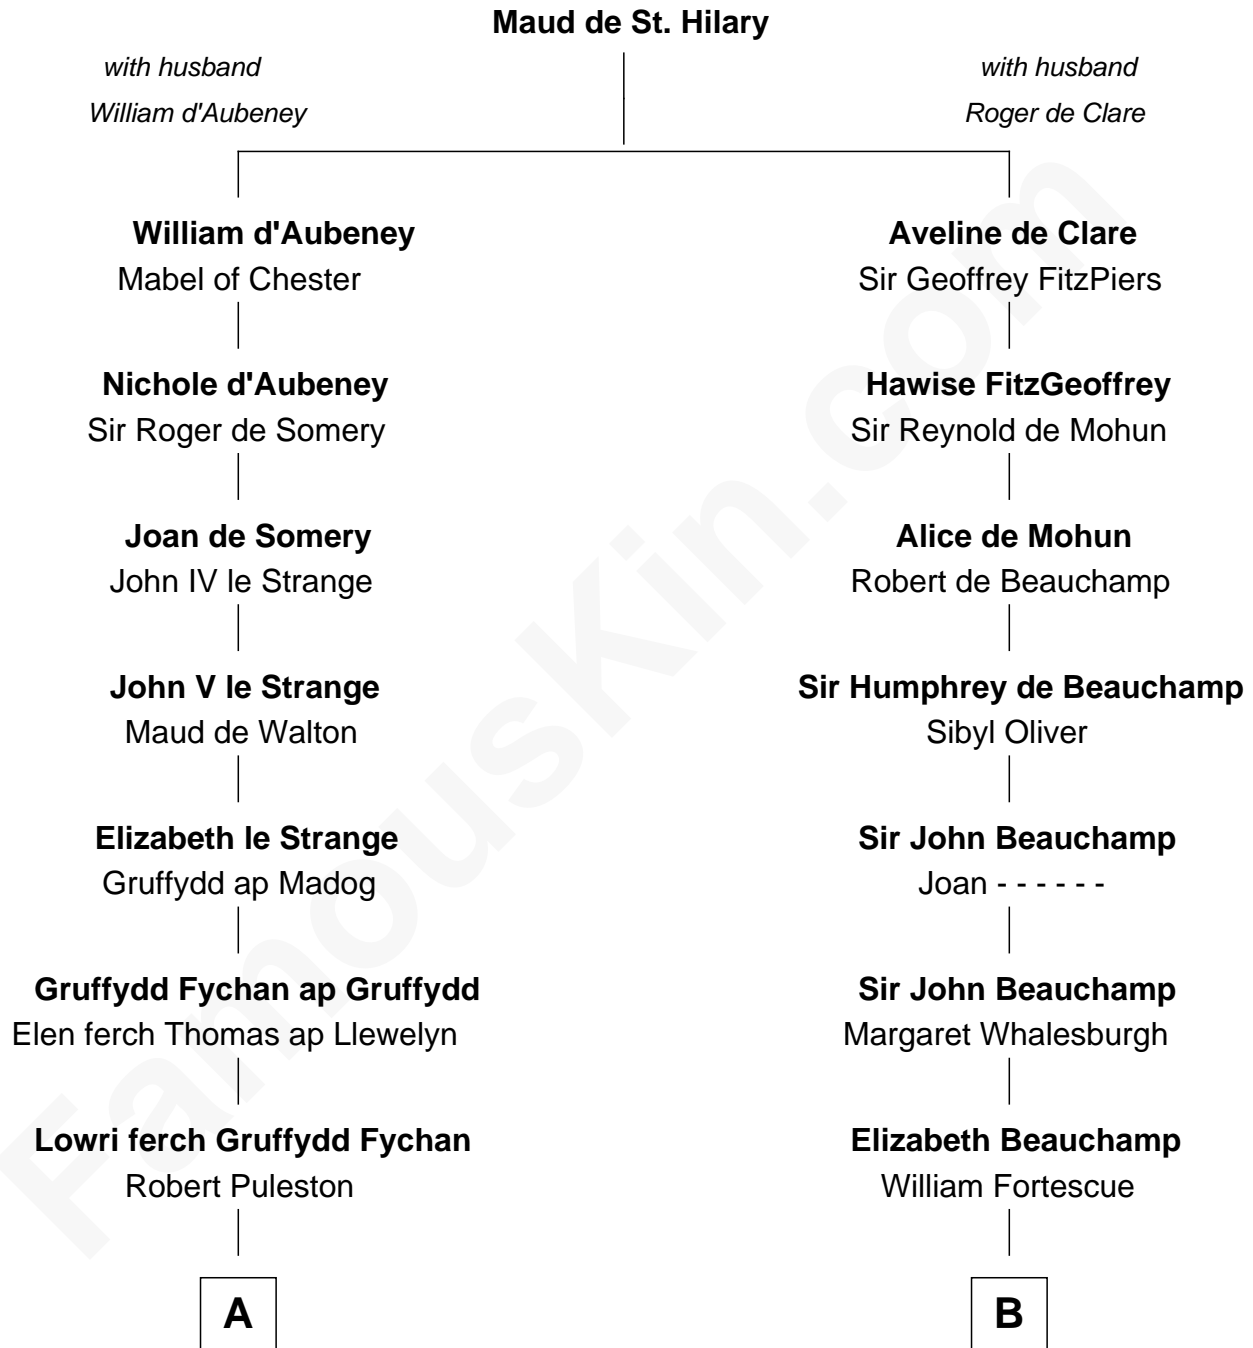 Maud de St. Hilary
with husband
William d'Aubeney
with husband
Roger de Clare
William d'Aubeney
Mabel of Chester
Nichole d'Aubeney
Sir Roger de Somery
Joan de Somery
John IV le Strange
John V le Strange
Maud de Walton
Elizabeth le Strange
Gruffydd ap Madog
Gruffydd Fychan ap Gruffydd
Elen ferch Thomas ap Llewelyn
Lowri ferch Gruffydd Fychan
Robert Puleston
A
Aveline de Clare
Sir Geoffrey FitzPiers
Hawise FitzGeoffrey
Sir Reynold de Mohun
Alice de Mohun
Robert de Beauchamp
Sir Humphrey de Beauchamp
Sibyl Oliver
Sir John Beauchamp
Joan - - - - - -
Sir John Beauchamp
Margaret Whalesburgh
Elizabeth Beauchamp
William Fortescue
B
FamousKin.com